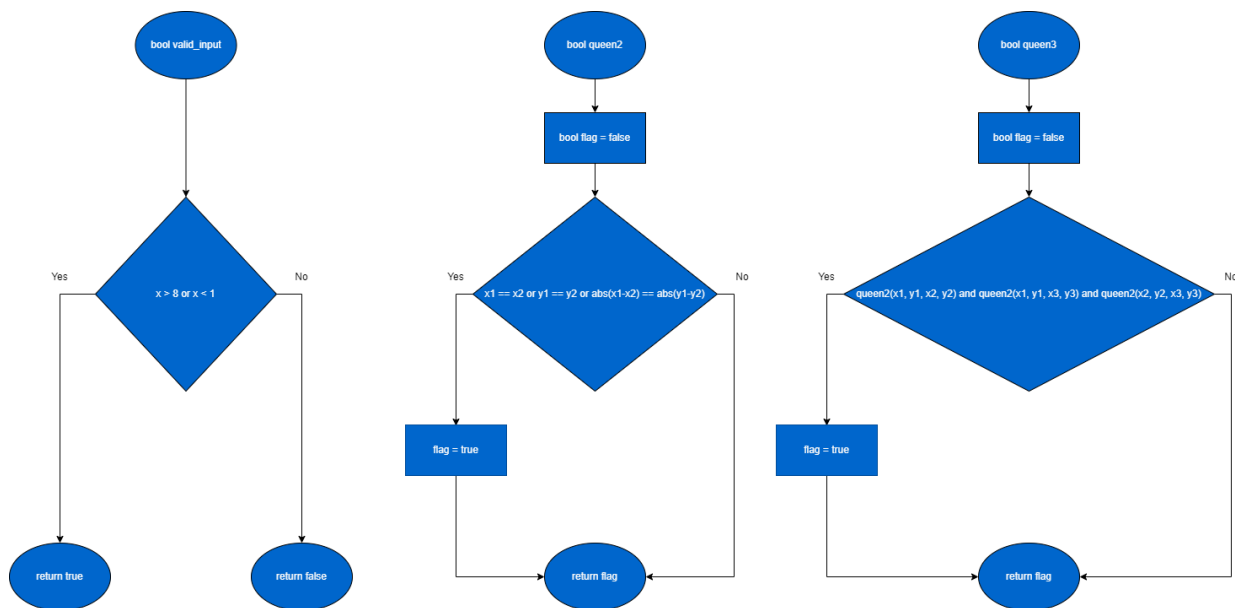 bool valid_input
x > 8 or x < 1
Yes
No
return true
return false
bool queen2
bool flag = false
x1 == x2 or y1 == y2 or abs(x1-x2) == abs(y1-y2)
Yes
No
flag = true
return flag
bool queen3
bool flag = false
queen2(x1, y1, x2, y2) and queen2(x1, y1, x3, y3) and queen2(x2, y2, x3, y3)
Yes
No
flag = true
return flag